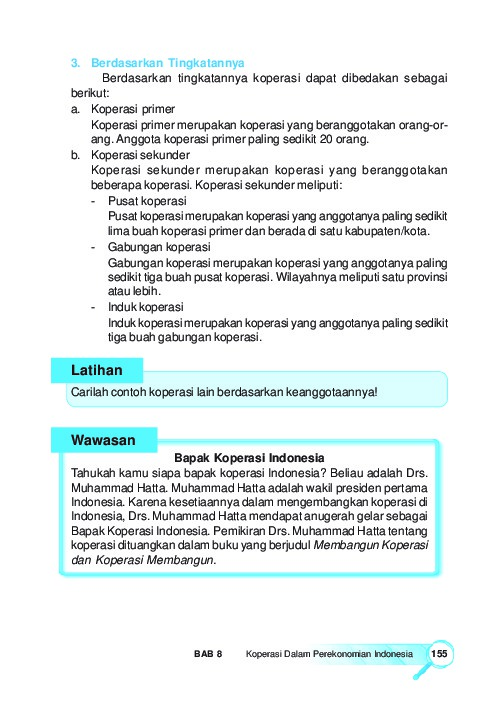 3. Berdasarkan Tingkatannya
Berdasarkan tingkatannya koperasi dapat dibedakan sebagai
berikut:
a. Koperasi primer
Koperasi primer merupakan koperasi yang beranggotakan orang-or-
ang. Anggota koperasi primer paling sedikit 20 orang.
b. Koperasi sekunder
Koperasi sekunder merupakan koperasi yang beranggotakan
beberapa koperasi. Koperasi sekunder meliputi:
- Pusat koperasi
Pusat koperasi merupakan koperasi yang anggotanya paling sedikit
lima buah koperasi primer dan berada di satu kabupaten/kota.
- Gabungan koperasi
Gabungan koperasi merupakan koperasi yang anggotanya paling
sedikit tiga buah pusat koperasi. Wilayahnya meliputi satu provinsi
atau lebih.
- Induk koperasi
Induk koperasi merupakan koperasi yang anggotanya paling sedikit
tiga buah gabungan koperasi.
Latihan
Carilah contoh koperasi lain berdasarkan keanggotaannya!
Wawasan
Bapak Koperasi Indonesia
Tahukah kamu siapa bapak koperasi Indonesia? Beliau adalah Drs.
Muhammad Hatta. Muhammad Hatta adalah wakil presiden pertama
Indonesia. Karena kesetiaannya dalam mengembangkan koperasi di
Indonesia, Drs. Muhammad Hatta mendapat anugerah gelar sebagai
Bapak Koperasi Indonesia. Pemikiran Drs. Muhammad Hatta tentang
koperasi dituangkan dalam buku yang berjudul Membangun Koperasi
dan Koperasi Membangun.
BAB 8 Koperasi Dalam Perekonomian Indonesia 155